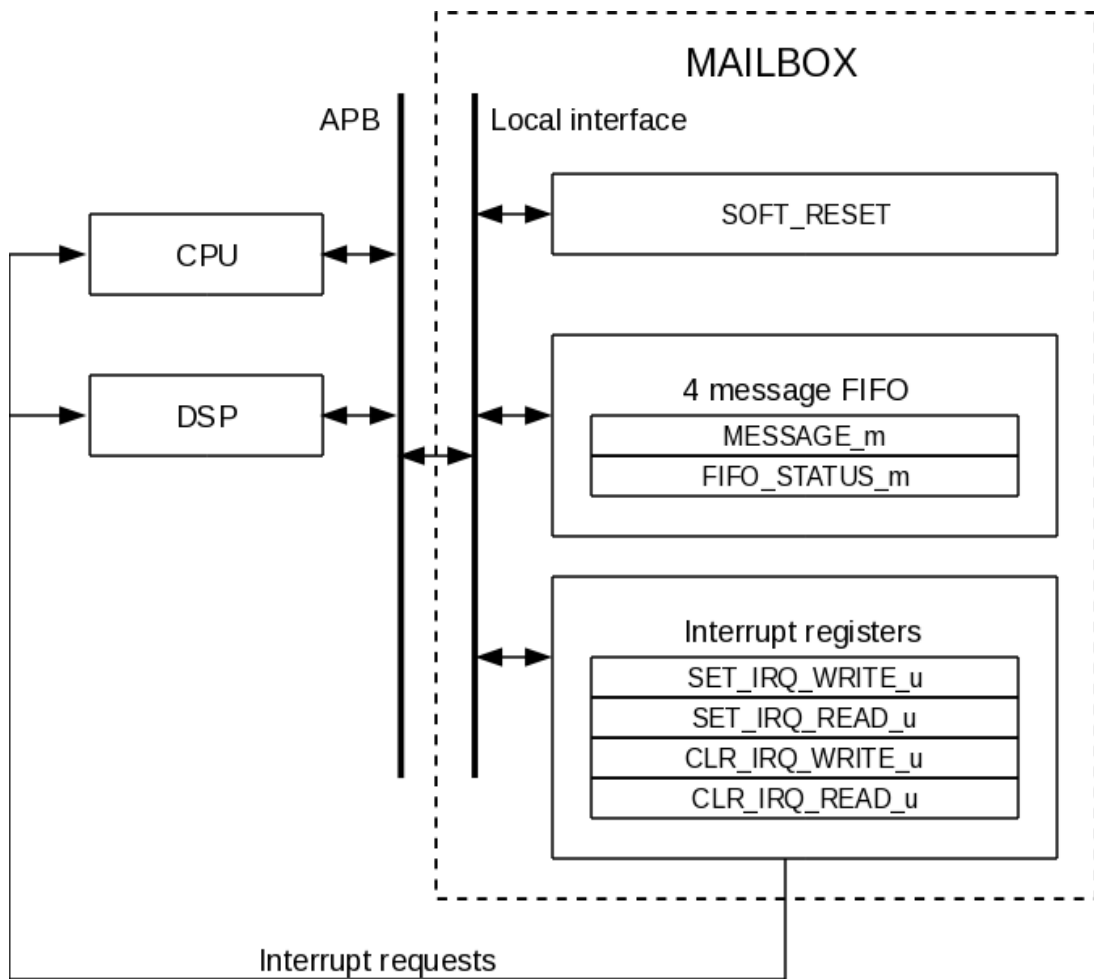 MAILBOX
APB
Local interface
SOFT_RESET
CPU
DSP
4 message FIFO
MESSAGE_m
FIFO_STATUS_m
Interrupt registers
SET_IRQ_WRITE_u
SET_IRQ_READ_u
CLR_IRQ_WRITE_u
CLR_IRQ_READ_u
Interrupt requests